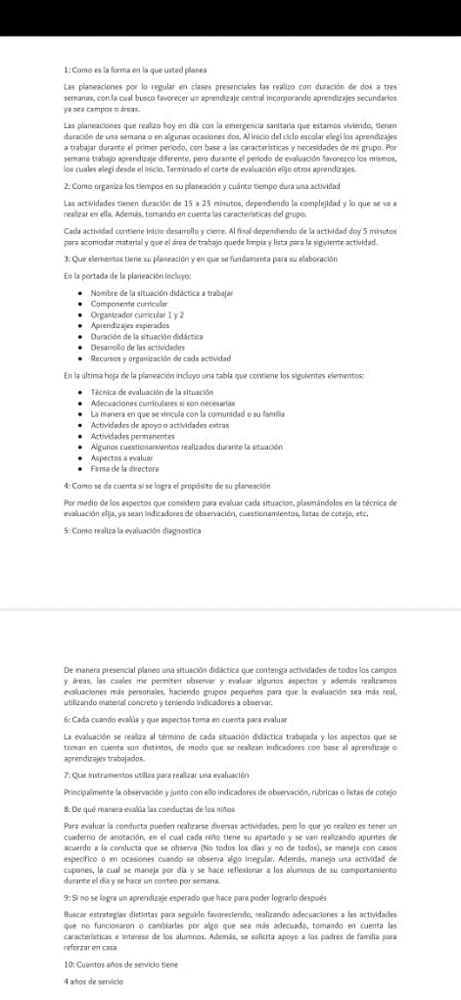 1: Como es la forma en la que usted planea
Las planeaciones por lo regular en clases presenciales las realizo con duración de dos a tres
semanas, con la cual busco favorecer un aprendizaje central incorporando aprendizajes secundarios
ya sea campos o áreas.
Las planeaciones que realizo hoy en día con la emergencia sanitaria que estamos viviendo, tienen
duración de una semana o en algunas ocasiones dos. Al inicio del ciclo escolar elegí los aprendizajes
a trabajar durante el primer periodo, con base a las características y necesidades de mi grupo. Por
semana trabajo aprendizaje diferente, pero durante el periodo de evaluación favorezco los mismos,
los cuales elegí desde el inicio. Terminado el corte de evaluación elijo otros aprendizajes.
2: Como organiza los tiempos en su planeación y cuánto tiempo dura una actividad
Las actividades tienen duración de 15 a 25 minutos, dependiendo la complejidad y lo que se va a
realizar en ella. Además, tomando en cuenta las características del grupo.
Cada actividad contiene inicio desarrollo y cierre. Al final dependiendo de la actividad doy 5 minutos
para acomodar material y que el área de trabajo quede limpia y lista para la siguiente actividad.
3: Que elementos tiene su planeación y en que se fundamenta para su elaboración
En la portada de la planeación incluyo:
● Nombre de la situación didáctica a trabajar
● Componente curricular
● Organizador curricular 1 y 2
● Aprendizajes esperados
● Duración de la situación didáctica
● Desarrollo de las actividades
● Recursos y organización de cada actividad
En la última hoja de la planeación incluyo una tabla que contiene los siguientes elementos:
● Técnica de evaluación de la situación
● Adecuaciones curriculares si son necesarias
● La manera en que se vincula con la comunidad o su familia
● Actividades de apoyo o actividades extras
● Actividades permanentes
● Algunos cuestionamientos realizados durante la situación
● Aspectos a evaluar
● Firma de la directora
4: Como se da cuenta si se logra el propósito de su planeación
Por medio de los aspectos que considero para evaluar cada situacion, plasmándolos en la técnica de
evaluación elija, ya sean indicadores de observación, cuestionamientos, listas de cotejo, etc.
5: Como realiza la evaluación diagnostica
De manera presencial planeo una situación didáctica que contenga actividades de todos los campos
y áreas, las cuales me permiten observar y evaluar algunos aspectos y además realizamos
evaluaciones más personales, haciendo grupos pequeños para que la evaluación sea más real,
utilizando material concreto y teniendo indicadores a observar.
6: Cada cuando evalúa y que aspectos toma en cuenta para evaluar
La evaluación se realiza al término de cada situación didáctica trabajada y los aspectos que se
toman en cuenta son distintos, de modo que se realizan indicadores con base al aprendizaje o
aprendizajes trabajados.
7: Que instrumentos utiliza para realizar una evaluación
Principalmente la observación y junto con ello indicadores de observación, rubricas o listas de cotejo
8: De qué manera evalúa las conductas de los niños
Para evaluar la conducta pueden realizarse diversas actividades, pero lo que yo realizo es tener un
cuaderno de anotación, en el cual cada niño tiene su apartado y se van realizando apuntes de
acuerdo a la conducta que se observa (No todos los días y no de todos), se maneja con casos
especifico o en ocasiones cuando se observa algo irregular. Además, manejo una actividad de
cupones, la cual se maneja por día y se hace reflexionar a los alumnos de su comportamiento
durante el día y se hace un conteo por semana.
9: Si no se logra un aprendizaje esperado que hace para poder lograrlo después
Buscar estrategias distintas para seguirlo favoreciendo, realizando adecuaciones a las actividades
que no funcionaron o cambiarlas por algo que sea más adecuado, tomando en cuenta las
características e interese de los alumnos. Además, se solicita apoyo a los padres de familia para
reforzar en casa
10: Cuantos años de servicio tiene
4 años de servicio